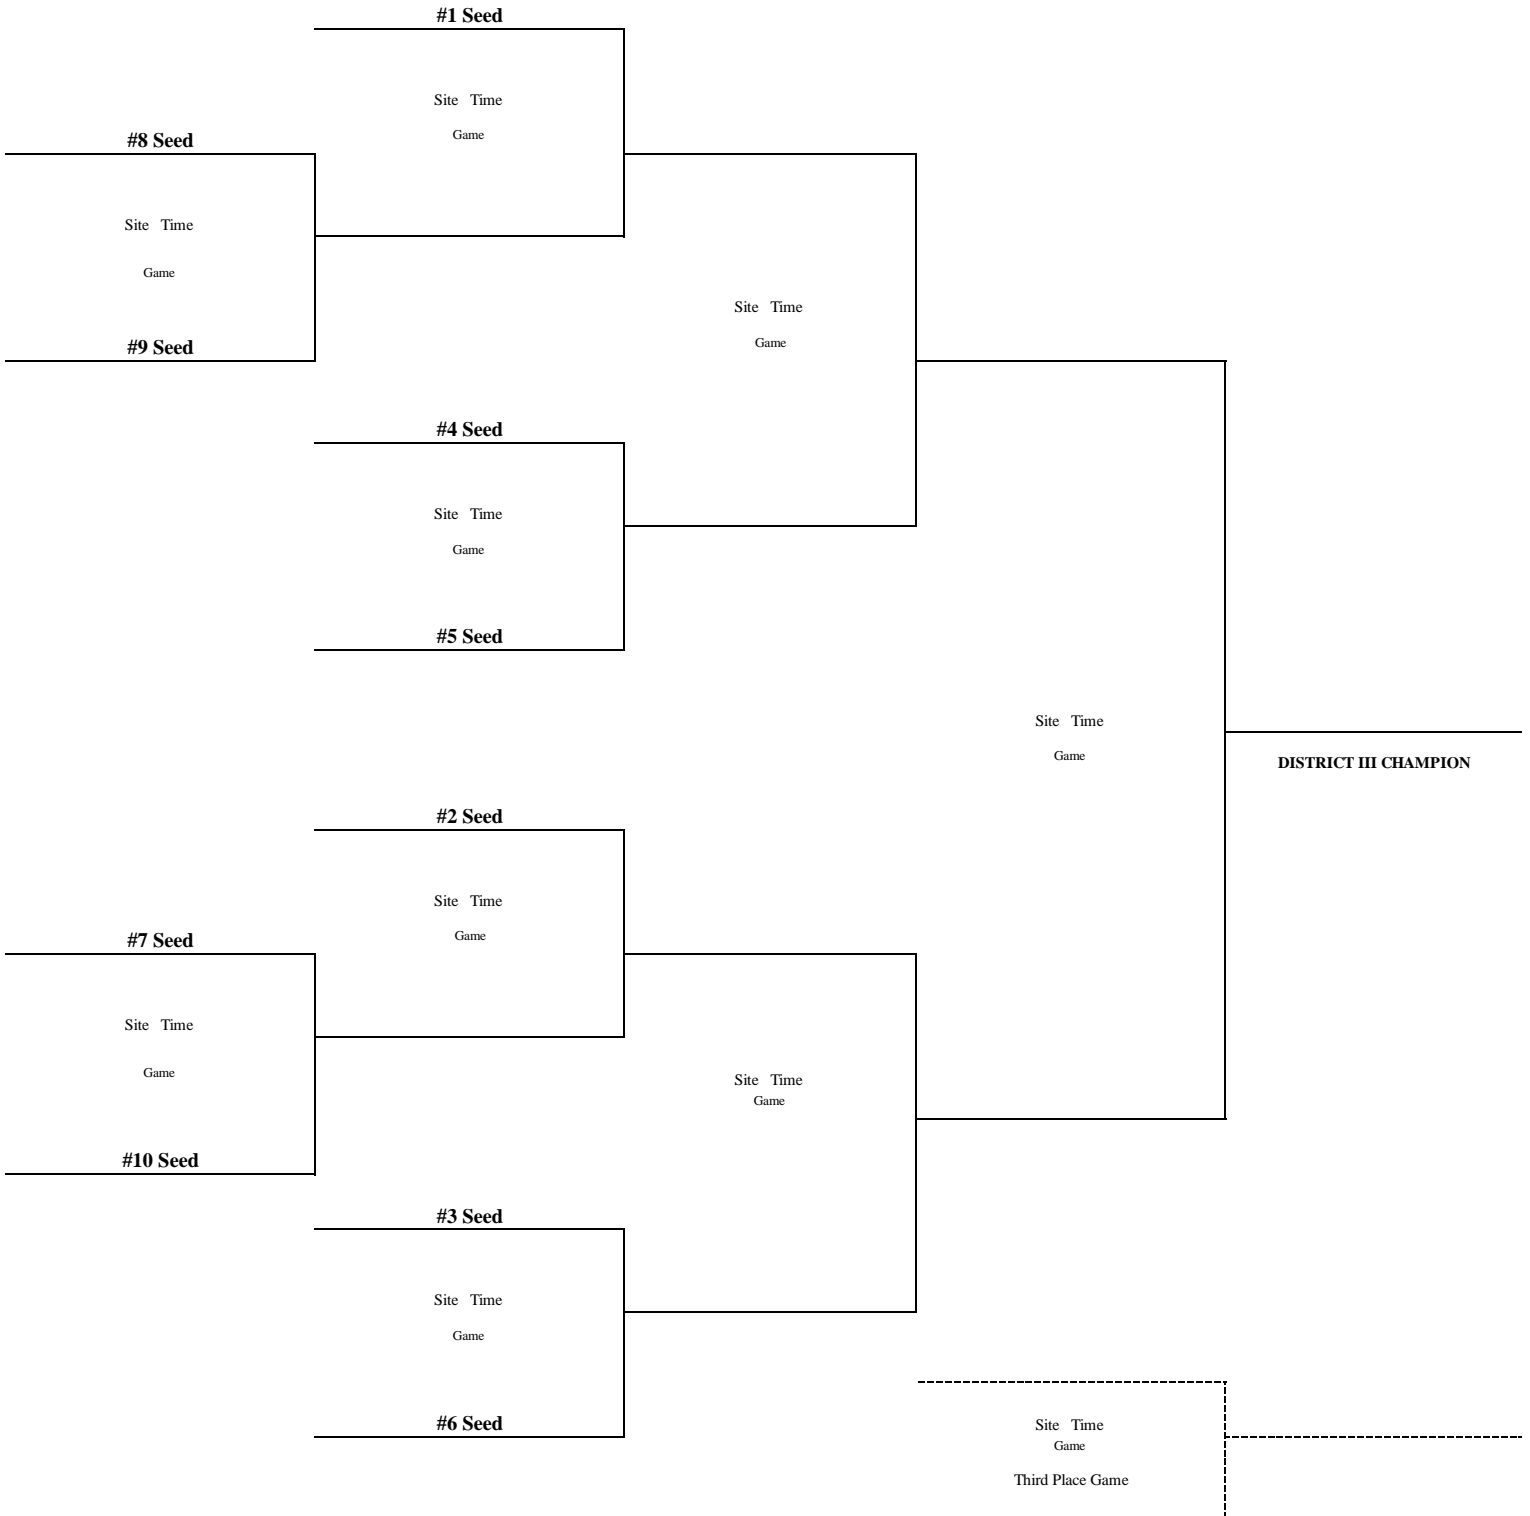 #1 Seed
Site Time
Game
#8 Seed
Site Time
Game
#9 Seed
Site Time
Game
#4 Seed
Site Time
Game
#5 Seed
Site Time
Game
DISTRICT III CHAMPION
#2 Seed
Site Time
Game
#7 Seed
Site Time
Game
#10 Seed
Site Time
Game
#3 Seed
Site Time
Game
#6 Seed
Site Time
Game
Third Place Game